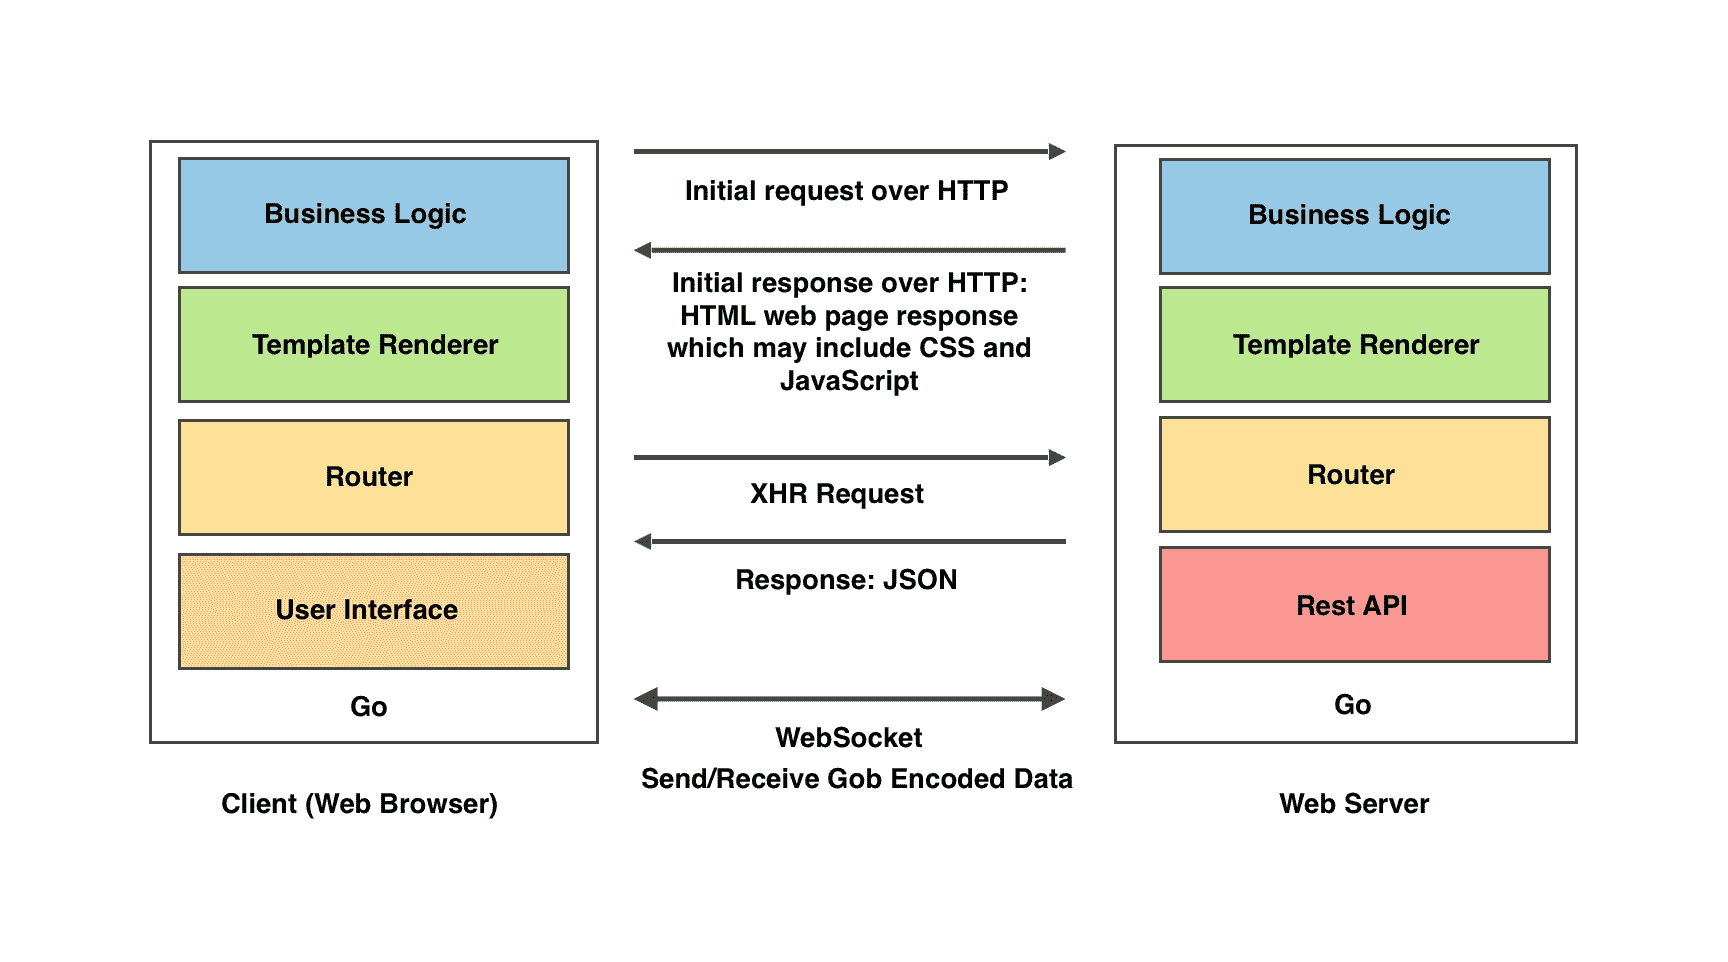 Business Logic
Template Renderer
Router
User Interface
Go
Client (Web Browser)
Initial request over HTTP
Initial response over HTTP:
HTML web page response
which may include CSS and
JavaScript
XHR Request
Response: JSON
WebSocket
Send/Receive Gob Encoded Data
Business Logic
Template Renderer
Router
Rest API
Go
Web Server